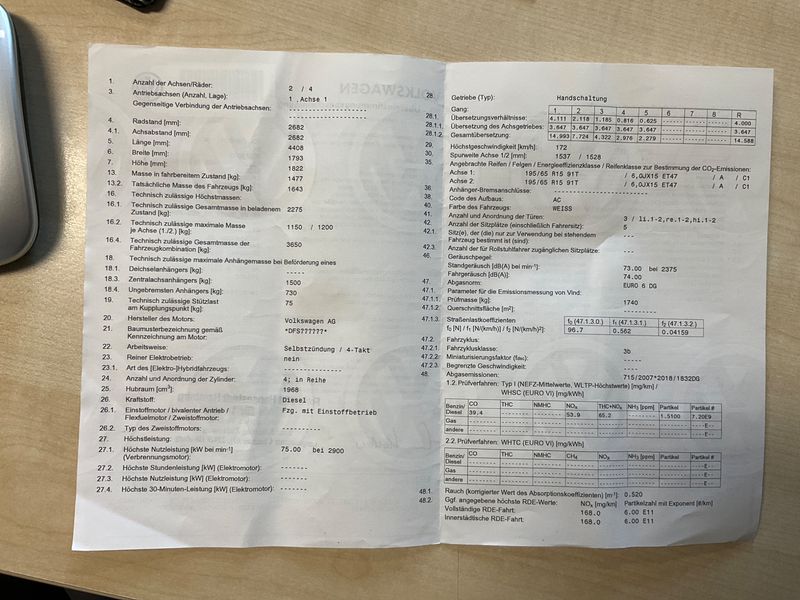 1. Anzahl der Achsen/Räder: 2 / 4
3. Antriebsachsen (Anzahl, Lage): 1 ,Achse 1
Gegenseitige Verbindung der Antriebsachsen: ------------------
4. Radstand [mm]: 2682
4.1. Achsabstand [mm]: 2682
5. Länge [mm]: 4408
6. Breite [mm]: 1793
7. Höhe [mm]: 1822
13. Masse in fahrbereitem Zustand [kg]: 1477
13.2. Tatsächliche Masse des Fahrzeugs [kg]: 1643
16. Technisch zulässige Höchstmassen:
16.1. Technisch zulässige Gesamtmasse in beladenem
Zustand [kg]: 2275
16.2. Technisch zulässige maximale Masse
je Achse (1./2.) [kg]: 1150 / 1200
16.4. Technisch zulässige Gesamtmasse der
Fahrzeugkombination [kg]: 3650
18. Technisch zulässige maximale Anhängemasse bei Beförderung eines
18.1. Deichselanhängers [kg]: -----
18.3. Zentralachsanhängers [kg]: 1500
18.4. Ungebremsten Anhängers [kg]: 730
19. Technisch zulässige Stützlast
am Kupplungspunkt [kg]: 75
20. Hersteller des Motors: Volkswagen AG
21. Baumusterbezeichnung gemäß
Kennzeichnung am Motor: *DFS??????*
22. Arbeitsweise: Selbstzündung / 4-Takt
23. Reiner Elektrobetrieb: nein
23.1. Art des [Elektro-]Hybridfahrzeugs: --------------
24. Anzahl und Anordnung der Zylinder: 4; in Reihe
25. Hubraum [cm³]: 1968
26. Kraftstoff: Diesel
26.1. Einstoffmotor / bivalenter Antrieb /
Flexfuelmotor / Zweistoffmotor: Fzg. mit Einstoffbetrieb
26.2. Typ des Zweistoffmotors: ----------
27. Höchstleistung:
27.1. Höchste Nutzleistung [kW bei min⁻¹]
(Verbrennungsmotor): 75.00 bei 2900
27.2. Höchste Stundenleistung [kW] (Elektromotor): -------
27.3. Höchste Nutzleistung [kW] (Elektromotor): -------
27.4. Höchste 30-Minuten-Leistung [kW] (Elektromotor): -------
28. Getriebe (Typ): Handschaltung
Gang: 1 2 3 4 5 6 7 8 R
28.1. Übersetzungsverhältnisse: 4.111 2.118 1.185 0.816 0.625 ------ ------ ------ 4.000
28.1.1. Übersetzung des Achsgetriebes: 3.647 3.647 3.647 3.647 3.647 ------ ------ ------ 3.647
28.1.2. Gesamtübersetzung: 14.993 7.724 4.322 2.976 2.279 ------ ------ ------ 14.588
29. Höchstgeschwindigkeit [km/h]: 172
30. Spurweite Achse 1/2 [mm]: 1537 / 1528
35. Angebrachte Reifen / Felgen / Energieeffizienzklasse / Reifenklasse zur Bestimmung der CO₂-Emissionen:
Achse 1: 195/65 R15 91T / 6,0JX15 ET47 / A / C1
Achse 2: 195/65 R15 91T / 6,0JX15 ET47 / A / C1
36. Anhänger-Bremsanschlüsse: --------------------
38. Code des Aufbaus: AC
40. Farbe des Fahrzeugs: WEISS
41. Anzahl und Anordnung der Türen: 3 / li.1-2,re.1-2,hi.1-2
42. Anzahl der Sitzplätze (einschließlich Fahrersitz): 5
42.1. Sitz(e), der (die) nur zur Verwendung bei stehendem
Fahrzeug bestimmt ist (sind): ---
42.3. Anzahl der für Rollstuhlfahrer zugänglichen Sitzplätze: ---
46. Geräuschpegel:
Standgeräusch [dB(A) bei min⁻¹]: 73.00 bei 2375
Fahrgeräusch [dB(A)]: 74.00
47. Abgasnorm: EURO 6 DG
47.1. Parameter für die Emissionsmessung von Vind:
47.1.1. Prüfmasse [kg]: 1740
47.1.2. Querschnittsfläche [m²]: ---------
47.1.3. Straßenlastkoeffizienten f₀ (47.1.3.0.) f₁ (47.1.3.1.) f₂ (47.1.3.2.)
f₀ [N] / f₁ [N/(km/h)] / f₂ [N/(km/h)²]: 96.7 0.562 0.04159
47.2. Fahrzyklus:
47.2.1. Fahrzyklusklasse: 3b
47.2.2. Miniaturisierungsfaktor (fdsc): -----
47.2.3. Begrenzte Geschwindigkeit: ----
48. Abgasemissionen: 715/2007*2018/1832DG
1.2. Prüfverfahren: Typ I (NEFZ-Mittelwerte, WLTP-Höchstwerte) [mg/km] /
WHSC (EURO VI) [mg/kWh]
CO THC NMHC NOₓ THC+NOₓ NH₃ [ppm] Partikel Partikel #
Benzin/
Diesel 39.4 ------ ------ 53.9 65.2 ------ 1.5100 7.20E9
Gas
andere
2.2. Prüfverfahren: WHTC (EURO VI) [mg/kWh]
CO THC NMHC CH₄ NOₓ NH₃ [ppm] Partikel Partikel #
Benzin/
Diesel
Gas
andere
48.1. Rauch (korrigierter Wert des Absorptionskoeffizienten) [m⁻¹]: 0.520
48.2. Ggf. angegebene höchste RDE-Werte: NOₓ [mg/km] Partikelzahl mit Exponent [#/km]
Vollständige RDE-Fahrt: 168.0 6.00 E11
Innerstädtische RDE-Fahrt: 168.0 6.00 E11